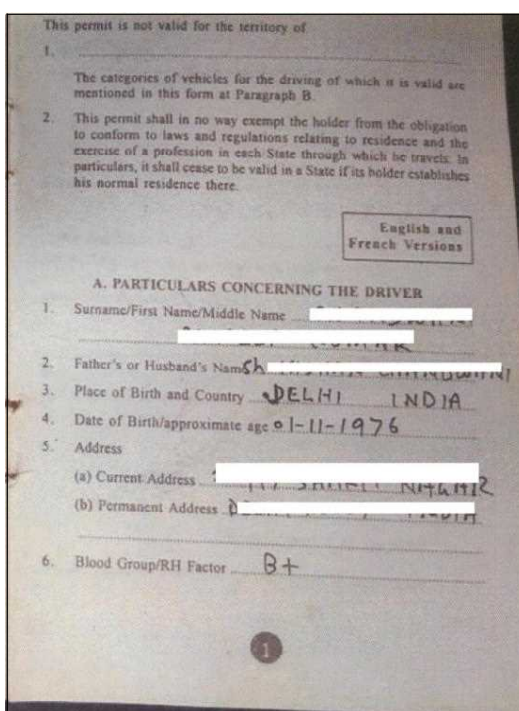 This permit is not valid for the territory of
1.
The categories of vehicles for the driving of which it is valid are
mentioned in this form at Paragraph B.
2. This permit shall in no way exempt the holder from the obligation
to conform to laws and regulations relating to residence and the
exercise of a profession in each State through which he travels. In
particulars, it shall cease to be valid in a State if its holder establishes
his normal residence there.
English and
French Versions
A. PARTICULARS CONCERNING THE DRIVER
1. Surname/First Name/Middle Name
2. Father's or Husband's Name Sh
3. Place of Birth and Country DELHI INDIA
4. Date of Birth/approximate age 01-11-1976
5. Address
(a) Current Address
(b) Permanent Address
6. Blood Group/RH Factor B+
1